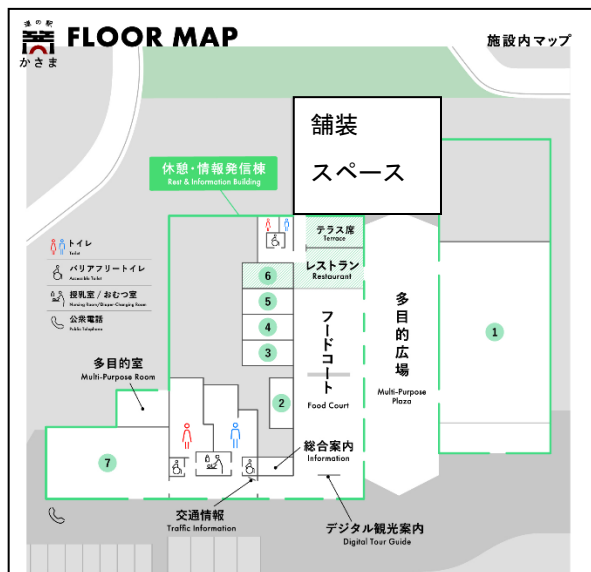 道の駅
かさま
FLOOR MAP
施設内マップ
舗装
スペース
休憩・情報発信棟
Rest & Information Building
トイレ
Toilet
バリアフリートイレ
Accessible Toilet
授乳室 / おむつ室
Nursing Room/Diaper-Changing Room
公衆電話
Public Telephone
テラス席
Terrace
レストラン
Restaurant
6
5
4
3
2
1
7
フードコート
Food Court
多目的広場
Multi-Purpose
Plaza
多目的室
Multi-Purpose Room
総合案内
Information
交通情報
Traffic Information
デジタル観光案内
Digital Tour Guide